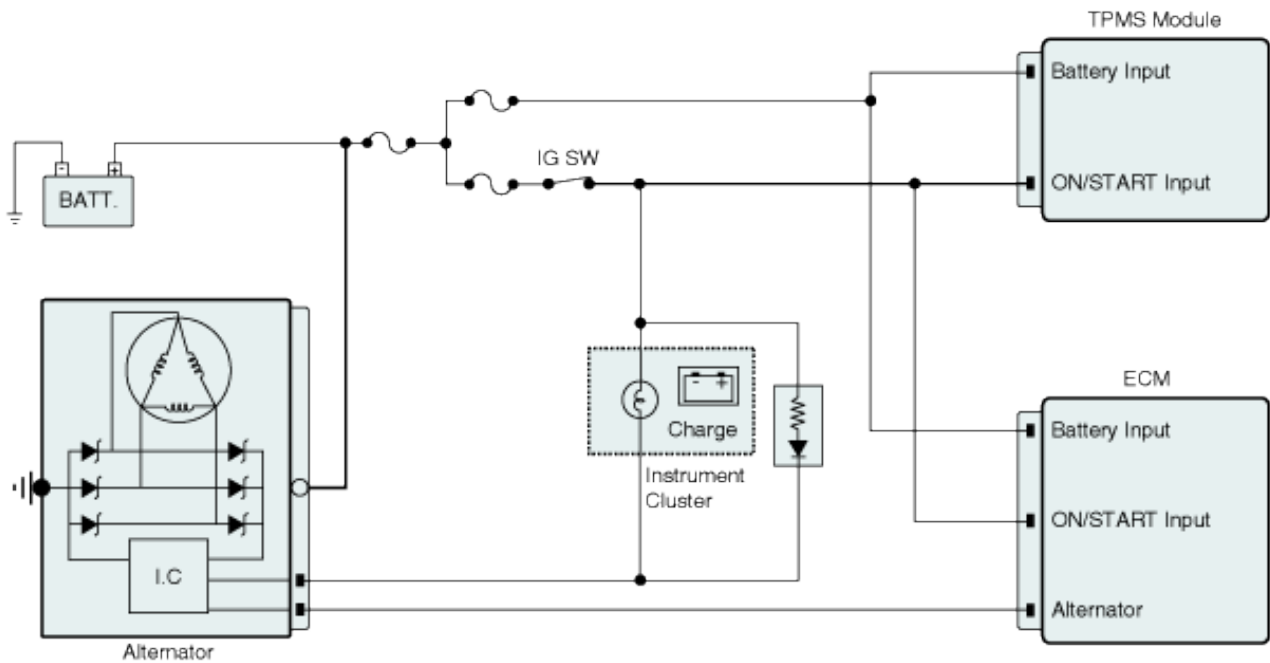 TPMS Module
Battery Input
IG SW
ON/START Input
- +
BATT.
ECM
- +
Charge
Battery Input
Instrument
Cluster
ON/START Input
I.C
Alternator
Alternator